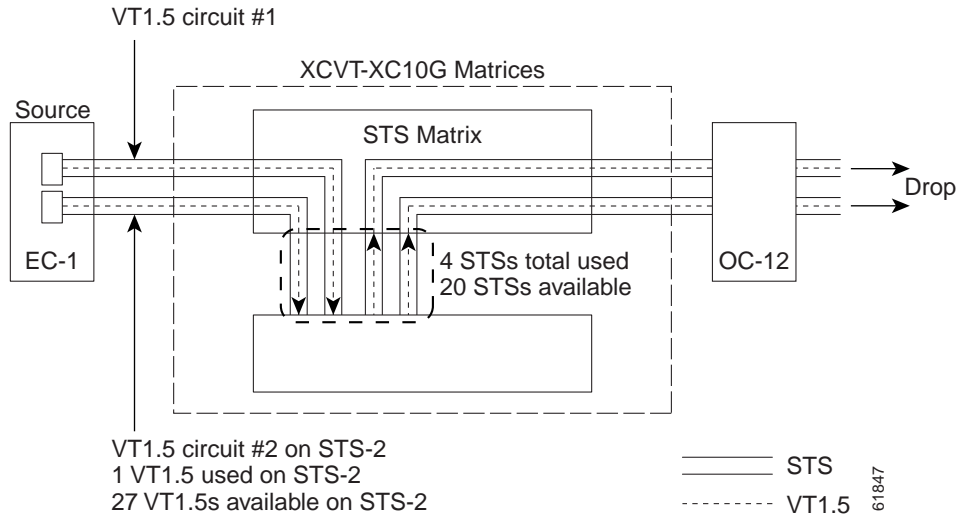 VT1.5 circuit #1
XCVT-XC10G Matrices
Source
STS Matrix
Drop
EC-1
4 STSs total used
20 STSs available
OC-12
VT1.5 circuit #2 on STS-2
1 VT1.5 used on STS-2
27 VT1.5s available on STS-2
STS
VT1.5
61847